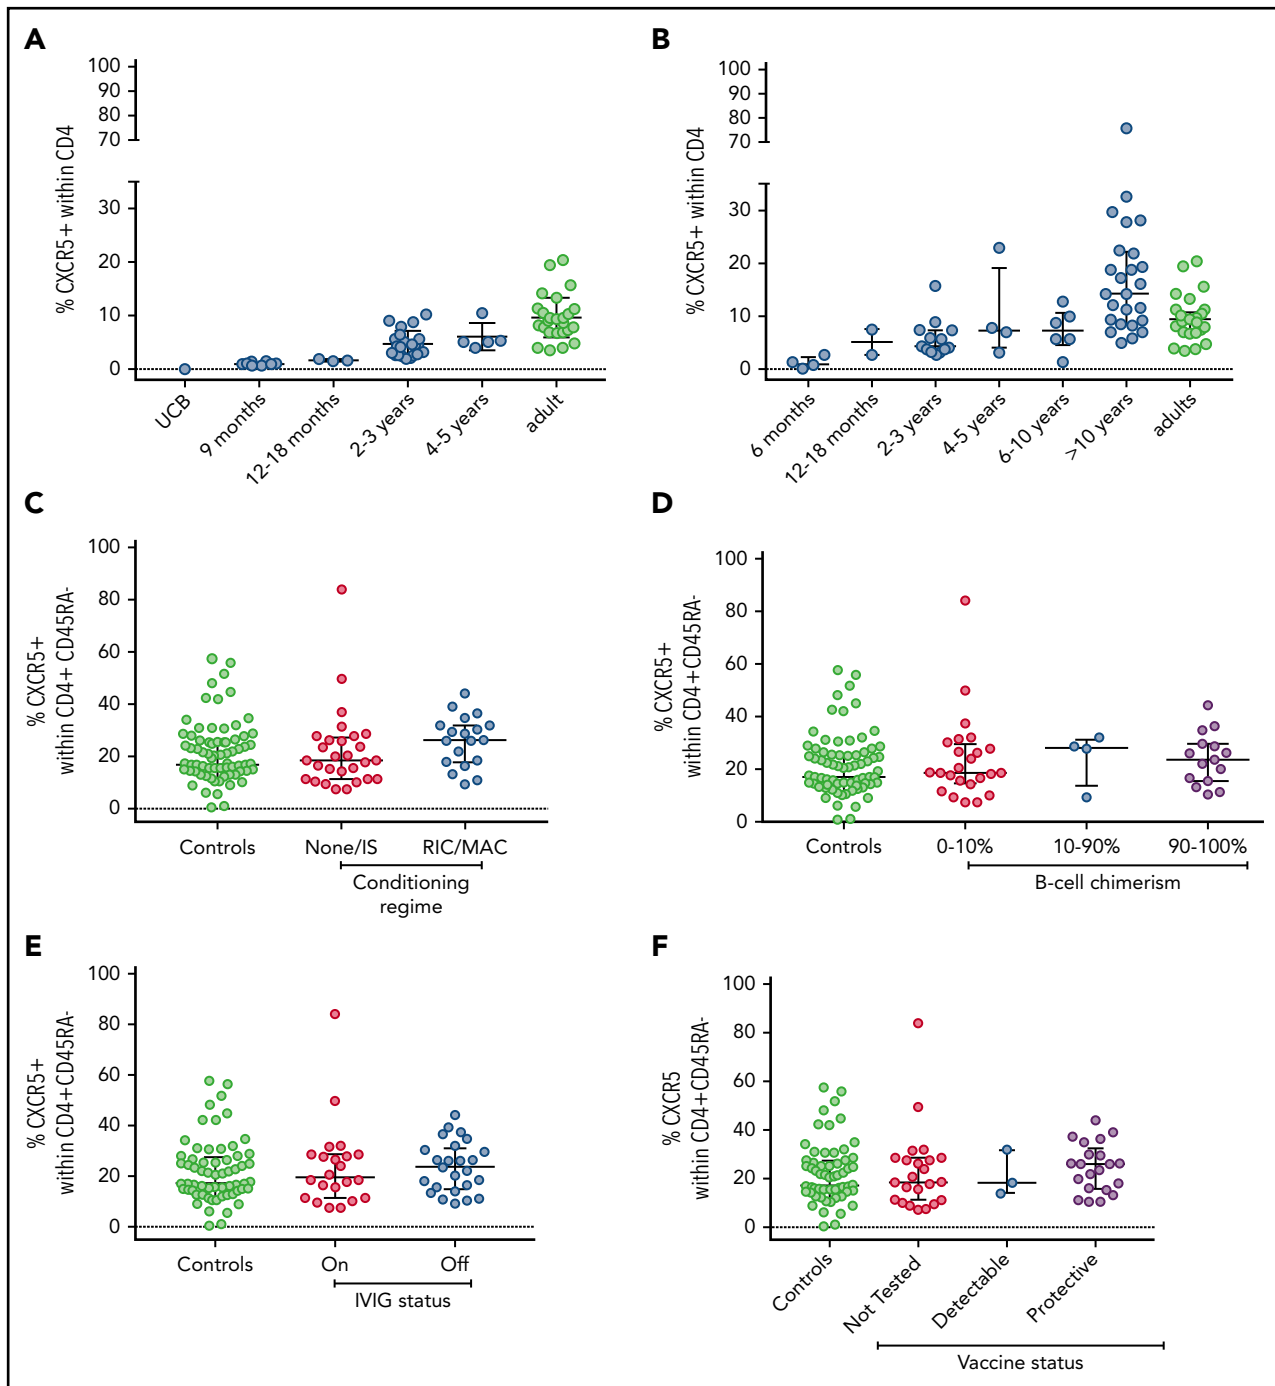 A
% CXCR5+ within CD4
100
90
80
70
30
20
10
0
UCB
9 months
12-18 months
2-3 years
4-5 years
adult
B
% CXCR5+ within CD4
100
90
80
70
30
20
10
0
6 months
12-18 months
2-3 years
4-5 years
6-10 years
>10 years
adults
C
% CXCR5+
within CD4+ CD45RA-
100
80
60
40
20
0
Controls
None/IS
RIC/MAC
Conditioning
regime
D
% CXCR5+
within CD4+CD45RA-
100
80
60
40
20
0
Controls
0-10%
10-90%
90-100%
B-cell chimerism
E
% CXCR5+
within CD4+CD45RA-
100
80
60
40
20
0
Controls
On
Off
IVIG status
F
% CXCR5
within CD4+CD45RA-
100
80
60
40
20
0
Controls
Not Tested
Detectable
Protective
Vaccine status